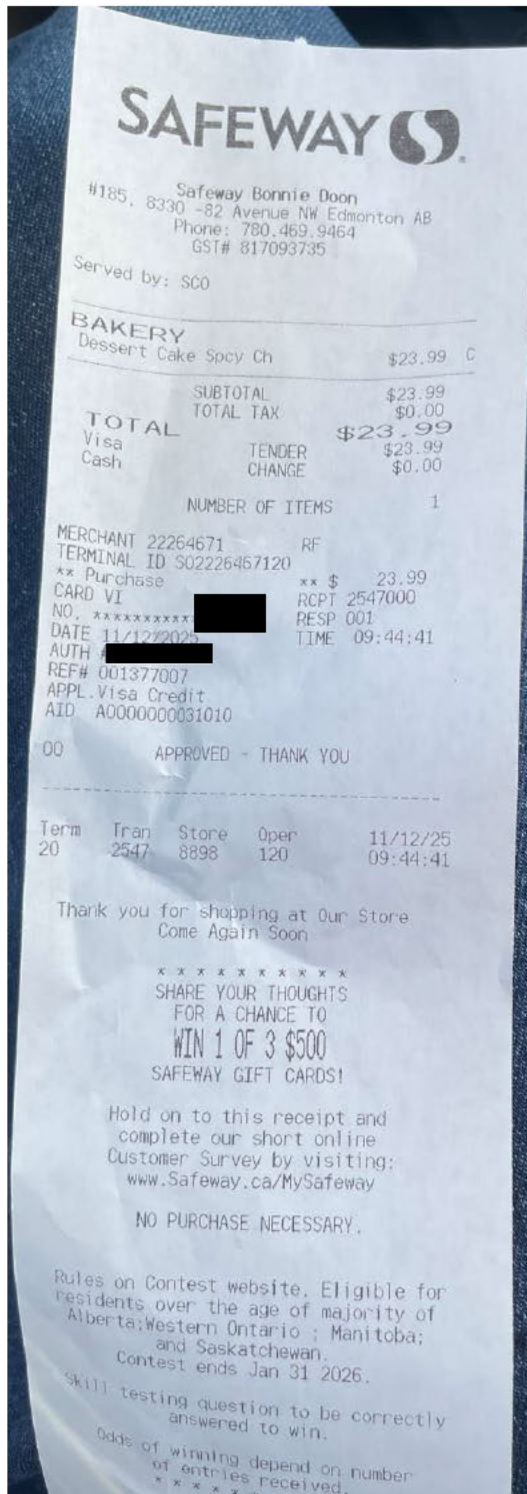 SAFEWAY
Safeway Bonnie Doon
#185, 8330 -82 Avenue NW Edmonton AB
Phone: 780.469.9464
GST# 817093735
Served by: SCO
BAKERY
Dessert Cake Spcy Ch $23.99 C
SUBTOTAL $23.99
TOTAL TAX $0.00
TOTAL $23.99
Visa TENDER $23.99
Cash CHANGE $0.00
NUMBER OF ITEMS 1
MERCHANT 22264671 RF
TERMINAL ID S02226467120
** Purchase ** $ 23.99
CARD VI RCPT 2547000
NO. *********** RESP 001
DATE 11/12/2025 TIME 09:44:41
AUTH #
REF# 001377007
APPL.Visa Credit
AID A0000000031010
00 APPROVED - THANK YOU
--------------------------------------------
Term Tran Store Oper 11/12/25
20 2547 8898 120 09:44:41
Thank you for shopping at Our Store
Come Again Soon
* * * * * * * * * *
SHARE YOUR THOUGHTS
FOR A CHANCE TO
WIN 1 OF 3 $500
SAFEWAY GIFT CARDS!
Hold on to this receipt and
complete our short online
Customer Survey by visiting:
www.Safeway.ca/MySafeway
NO PURCHASE NECESSARY.
Rules on Contest website. Eligible for
residents over the age of majority of
Alberta;Western Ontario ; Manitoba;
and Saskatchewan.
Contest ends Jan 31 2026.
Skill testing question to be correctly
answered to win.
Odds of winning depend on number
of entries received.
* * * * *